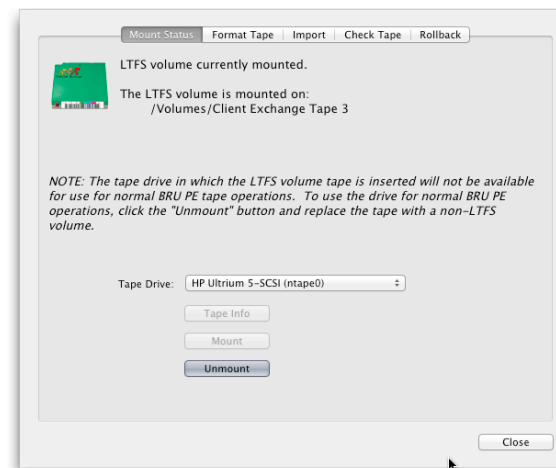 Mount Status Format Tape Import Check Tape Rollback
LTFS volume currently mounted.
The LTFS volume is mounted on:
/Volumes/Client Exchange Tape 3
NOTE: The tape drive in which the LTFS volume tape is inserted will not be available
for use for normal BRU PE tape operations. To use the drive for normal BRU PE
operations, click the "Unmount" button and replace the tape with a non-LTFS
volume.
Tape Drive: HP Ultrium 5-SCSI (ntape0)
Tape Info
Mount
Unmount
Close